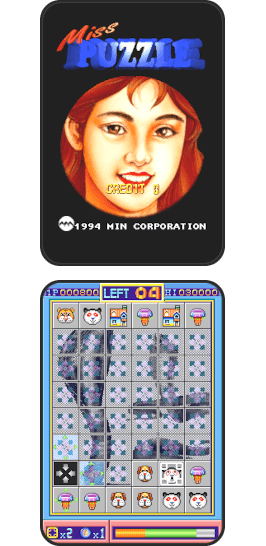 Miss
PUZZLE
CREDIT 0
1994 MIN CORPORATION
1P000800 LEFT 04 HI030000
x2 x1